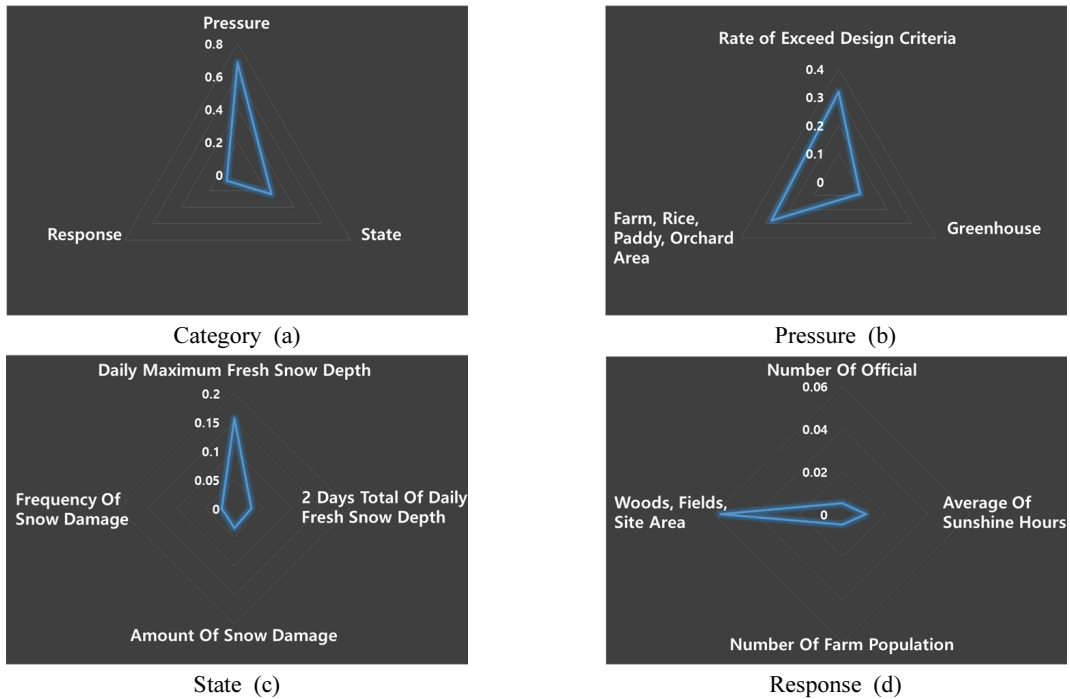 Pressure
0.8
0.6
0.4
0.2
0
Response
State
Category (a)
Rate of Exceed Design Criteria
0.4
0.3
0.2
0.1
0
Farm, Rice,
Paddy, Orchard
Area
Greenhouse
Pressure (b)
Daily Maximum Fresh Snow Depth
0.2
0.15
0.1
0.05
0
Frequency Of
Snow Damage
2 Days Total Of Daily
Fresh Snow Depth
Amount Of Snow Damage
State (c)
Number Of Official
0.06
0.04
0.02
0
Woods, Fields,
Site Area
Average Of
Sunshine Hours
Number Of Farm Population
Response (d)